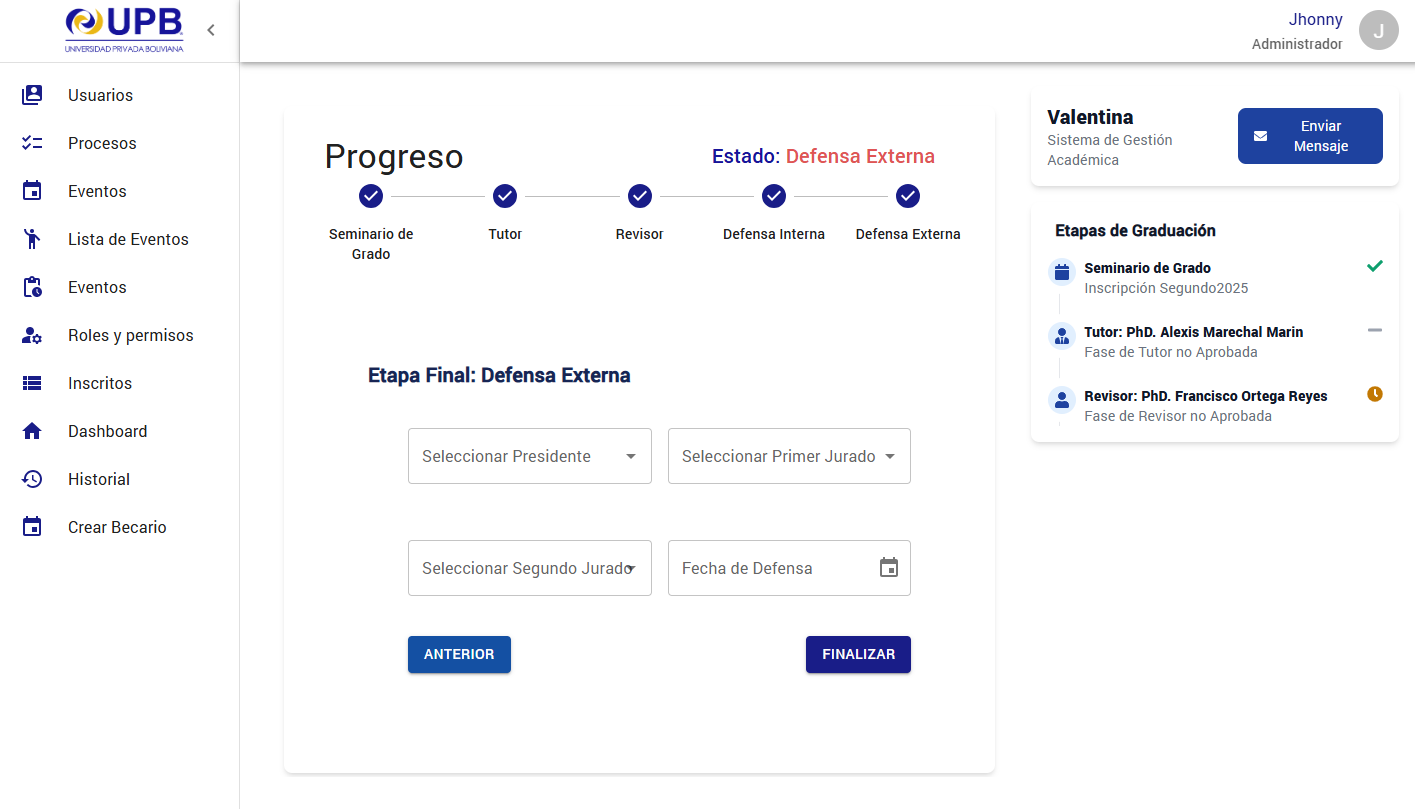 UPB
UNIVERSIDAD PRIVADA BOLIVIANA
Usuarios
Procesos
Eventos
Lista de Eventos
Eventos
Roles y permisos
Inscritos
Dashboard
Historial
Crear Becario
Jhonny
Administrador
J
Progreso
Estado: Defensa Externa
Seminario de
Grado
Tutor
Revisor
Defensa Interna
Defensa Externa
Etapa Final: Defensa Externa
Seleccionar Presidente
Seleccionar Primer Jurado
Seleccionar Segundo Jurado
Fecha de Defensa
ANTERIOR
FINALIZAR
Valentina
Sistema de Gestión
Académica
Enviar
Mensaje
Etapas de Graduación
Seminario de Grado
Inscripción Segundo2025
Tutor: PhD. Alexis Marechal Marin
Fase de Tutor no Aprobada
Revisor: PhD. Francisco Ortega Reyes
Fase de Revisor no Aprobada